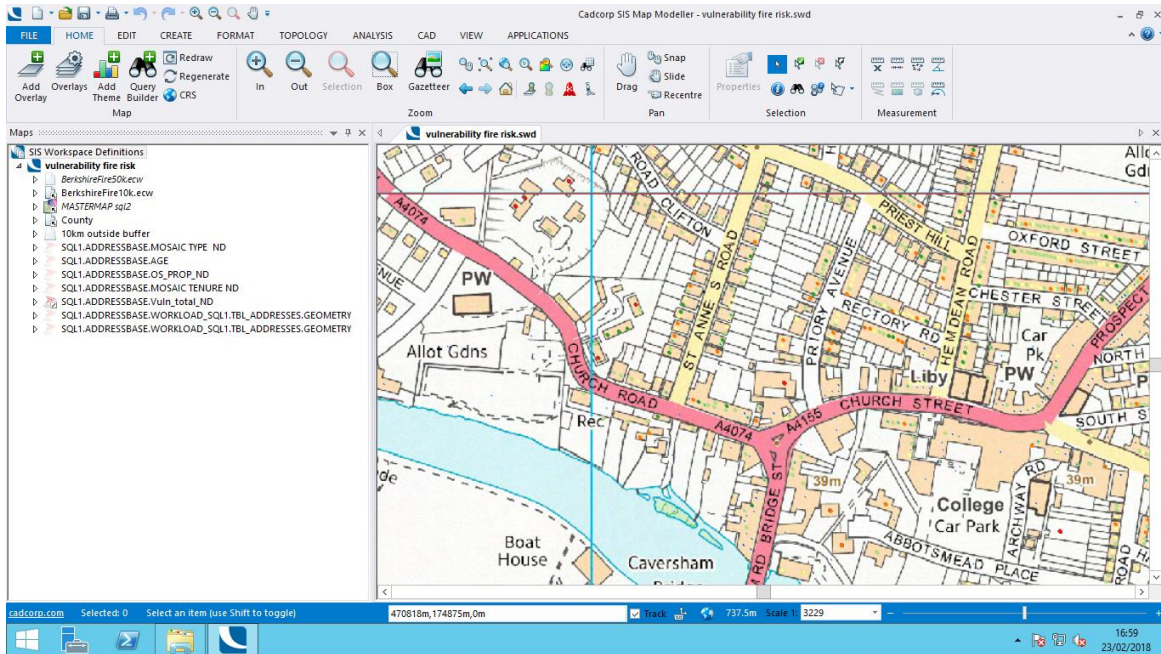 Cadcorp SIS Map Modeller - vulnerability fire risk.swd
FILE HOME EDIT CREATE FORMAT TOPOLOGY ANALYSIS CAD VIEW APPLICATIONS
Redraw
Regenerate
CRS
Add Overlay
Overlays
Add Theme
Query Builder
In
Out
Selection
Box
Gazetteer
Drag
Snap
Slide
Recentre
Properties
Map
Zoom
Pan
Selection
Measurement
Maps
vulnerability fire risk.swd
SIS Workspace Definitions
vulnerability fire risk
BerkshireFire50k.ecw
BerkshireFire10k.ecw
MASTERMAP sql2
County
10km outside buffer
SQL1.ADDRESSBASE.MOSAIC TYPE ND
SQL1.ADDRESSBASE.AGE
SQL1.ADDRESSBASE.OS_PROP_ND
SQL1.ADDRESSBASE.MOSAIC TENURE ND
SQL1.ADDRESSBASE.Vuln_total_ND
SQL1.ADDRESSBASE.WORKLOAD_SQL1.TBL_ADDRESSES.GEOMETRY
SQL1.ADDRESSBASE.WORKLOAD_SQL1.TBL_ADDRESSES.GEOMETRY
ROAD
CLIFTON
A4074
PRIEST HILL
OXFORD STREET
PW
ST ANNE S ROAD
PRIORY AVENUE
RECTORY RD
HEMDEAN ROAD
CHESTER STREET
PROSPECT
Car
Pk
NORTH
Allot Gdns
CHURCH ROAD
Liby
PW
CHURCH STREET
SOUTH S
Rec
A4074
A4155
39m
39m
BRIDGE ST
ARCHWAY RD
College
Car Park
ABBOTSMEAD PLACE
ROAD
Boat
House
Caversham
cadcorp.com Selected: 0 Select an item (use Shift to toggle) 470818m,174875m,0m Track 737.5m Scale 1: 3229
16:59
23/02/2018